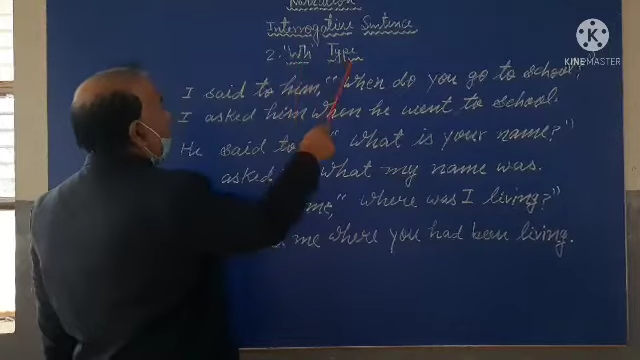 Narration
Interrogative Sentence
2. "Wh" Type
I said to him, "When do you go to school?"
I asked him when he went to school.
He said to " what is your name?"
asked what my name was.
me, "where was I living?"
me where you had been living.
K
KINEMASTER